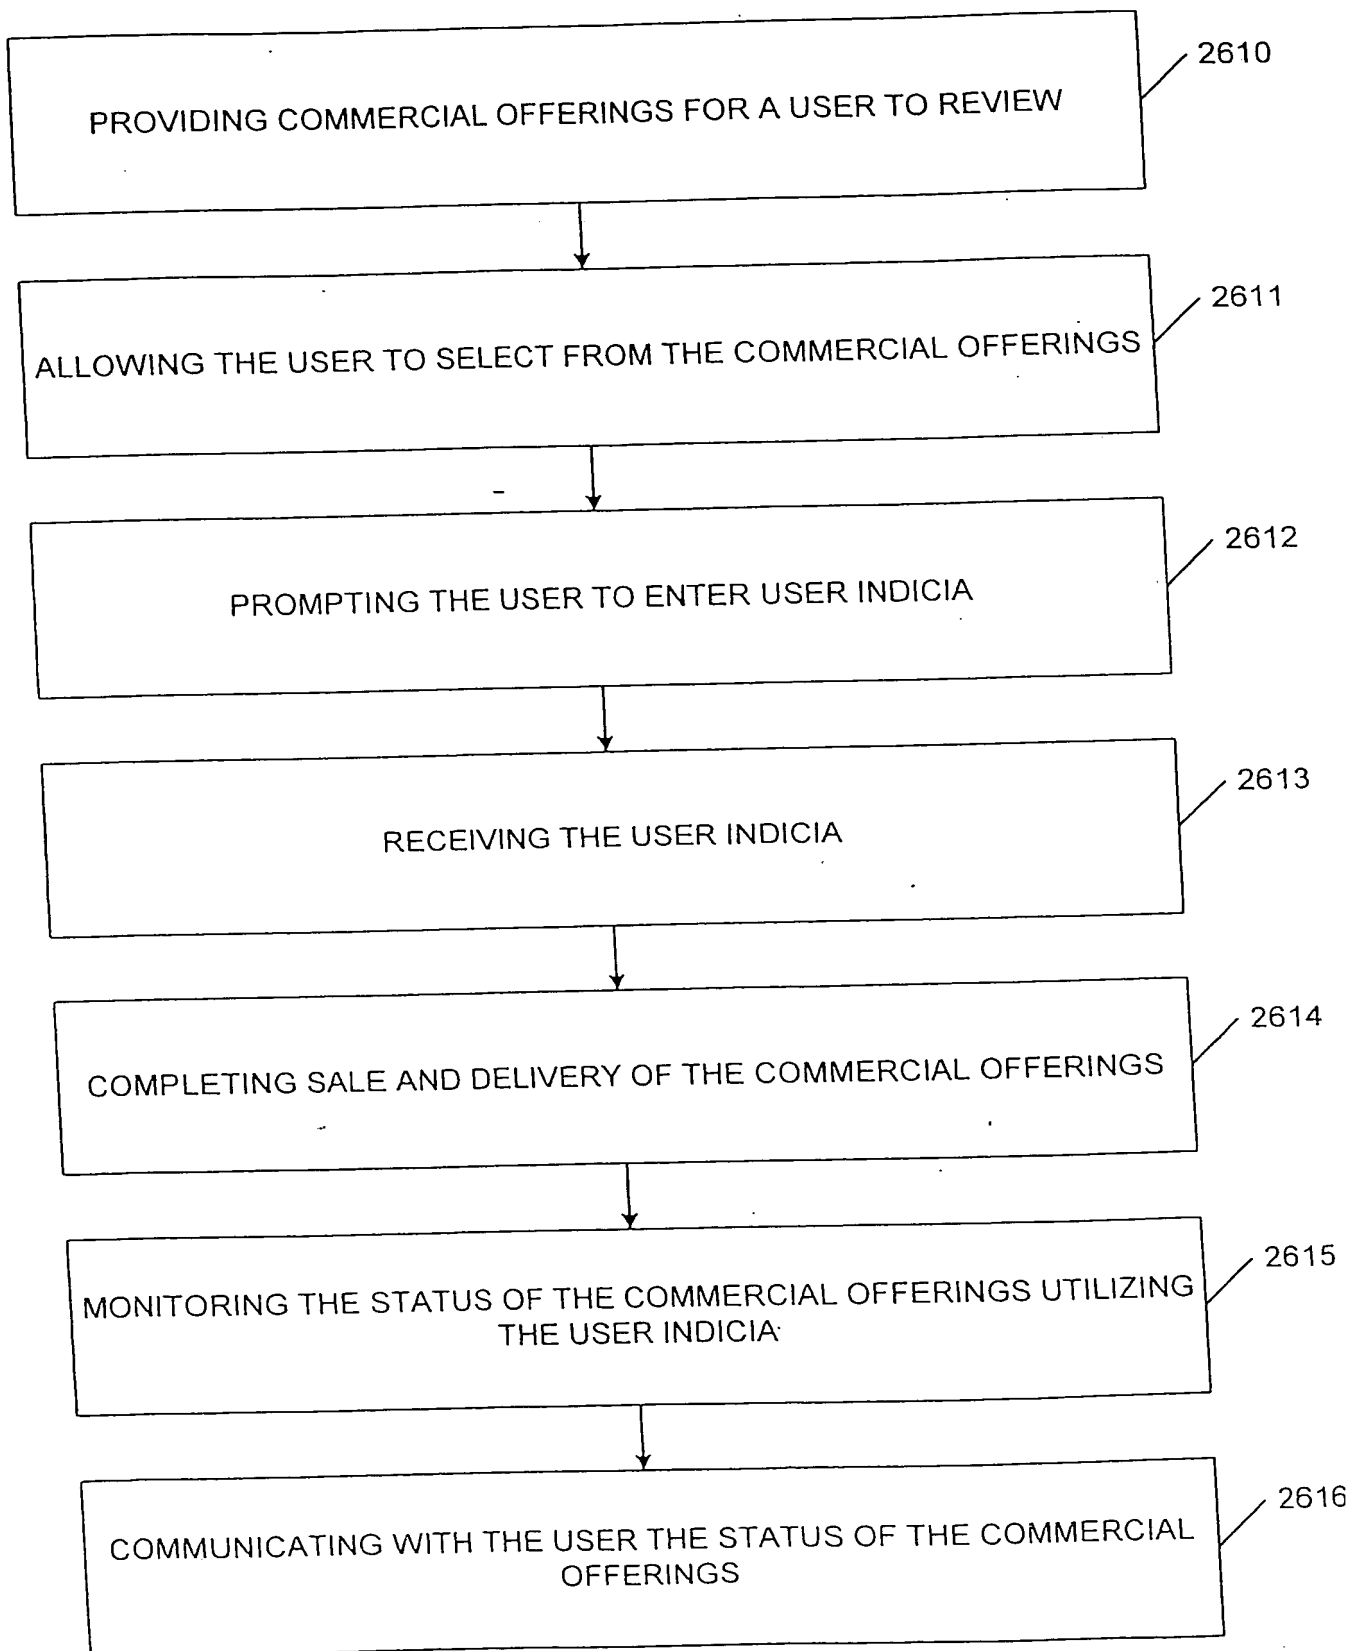 2610
PROVIDING COMMERCIAL OFFERINGS FOR A USER TO REVIEW
2611
ALLOWING THE USER TO SELECT FROM THE COMMERCIAL OFFERINGS
2612
PROMPTING THE USER TO ENTER USER INDICIA
2613
RECEIVING THE USER INDICIA
2614
COMPLETING SALE AND DELIVERY OF THE COMMERCIAL OFFERINGS
2615
MONITORING THE STATUS OF THE COMMERCIAL OFFERINGS UTILIZING
THE USER INDICIA
2616
COMMUNICATING WITH THE USER THE STATUS OF THE COMMERCIAL
OFFERINGS